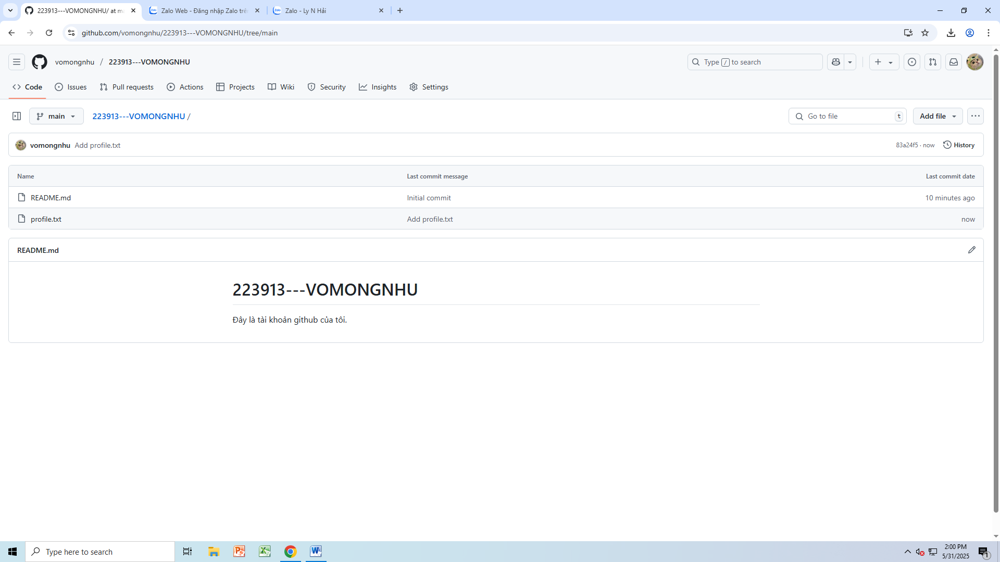 223913---VOMONGNHU/ at ma
Zalo Web - Đăng nhập Zalo trê
Zalo - Ly N Hải
github.com/vomongnhu/223913---VOMONGNHU/tree/main
vomongnhu / 223913---VOMONGNHU
Type / to search
Code Issues Pull requests Actions Projects Wiki Security Insights Settings
main 223913---VOMONGNHU / Go to file t Add file
vomongnhu Add profile.txt 83a24f5 · now History
Name Last commit message Last commit date
README.md Initial commit 10 minutes ago
profile.txt Add profile.txt now
README.md
223913---VOMONGNHU
Đây là tài khoản github của tôi.
Type here to search
2:00 PM
5/31/2025
1